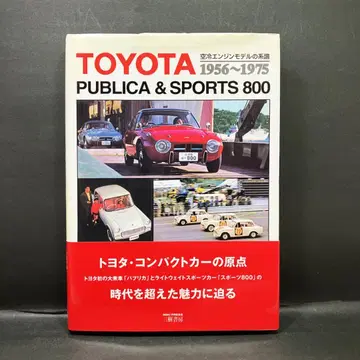 TOYOTA
空冷エンジンモデルの系譜
1956～1975
PUBLICA & SPORTS 800
トヨタ・コンパクトカーの原点
トヨタ初の大衆車「パブリカ」とライトウェイトスポーツカー「スポーツ800」の
時代を超えた魅力に迫る
三樹書房